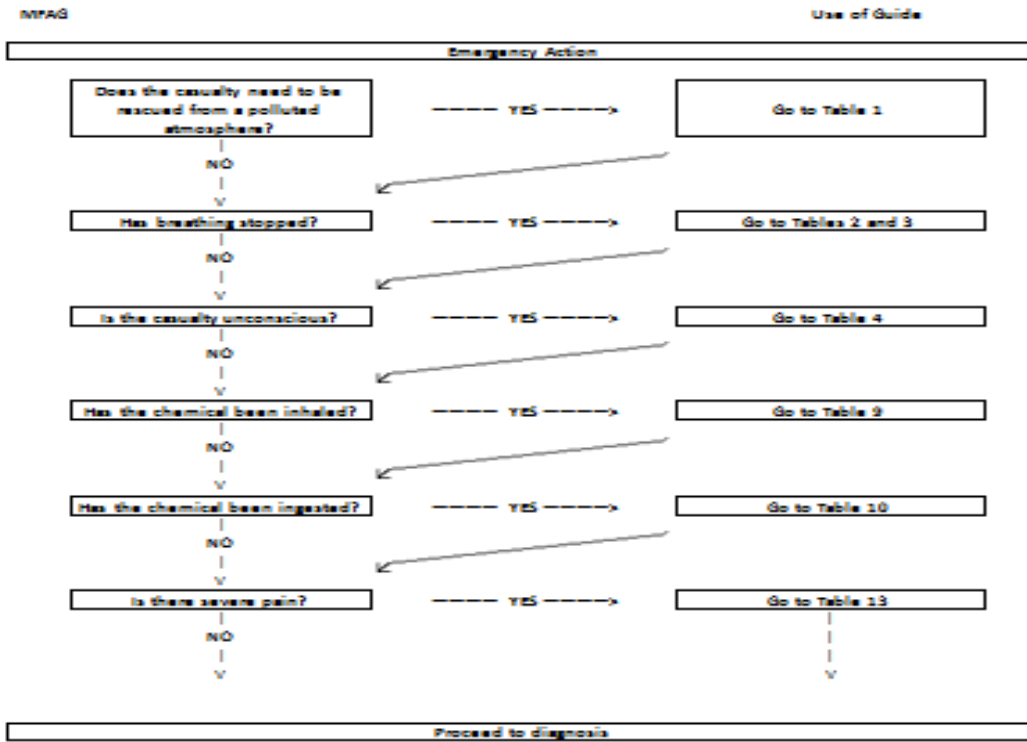 MFAG Use of Guide
Emergency Action
Does the casualty need to be
rescued from a polluted
atmosphere?
YES
Go to Table 1
NO
Has breathing stopped?
YES
Go to Tables 2 and 3
NO
Is the casualty unconscious?
YES
Go to Table 4
NO
Has the chemical been inhaled?
YES
Go to Table 9
NO
Has the chemical been ingested?
YES
Go to Table 10
NO
Is there severe pain?
YES
Go to Table 13
NO
Proceed to diagnosis